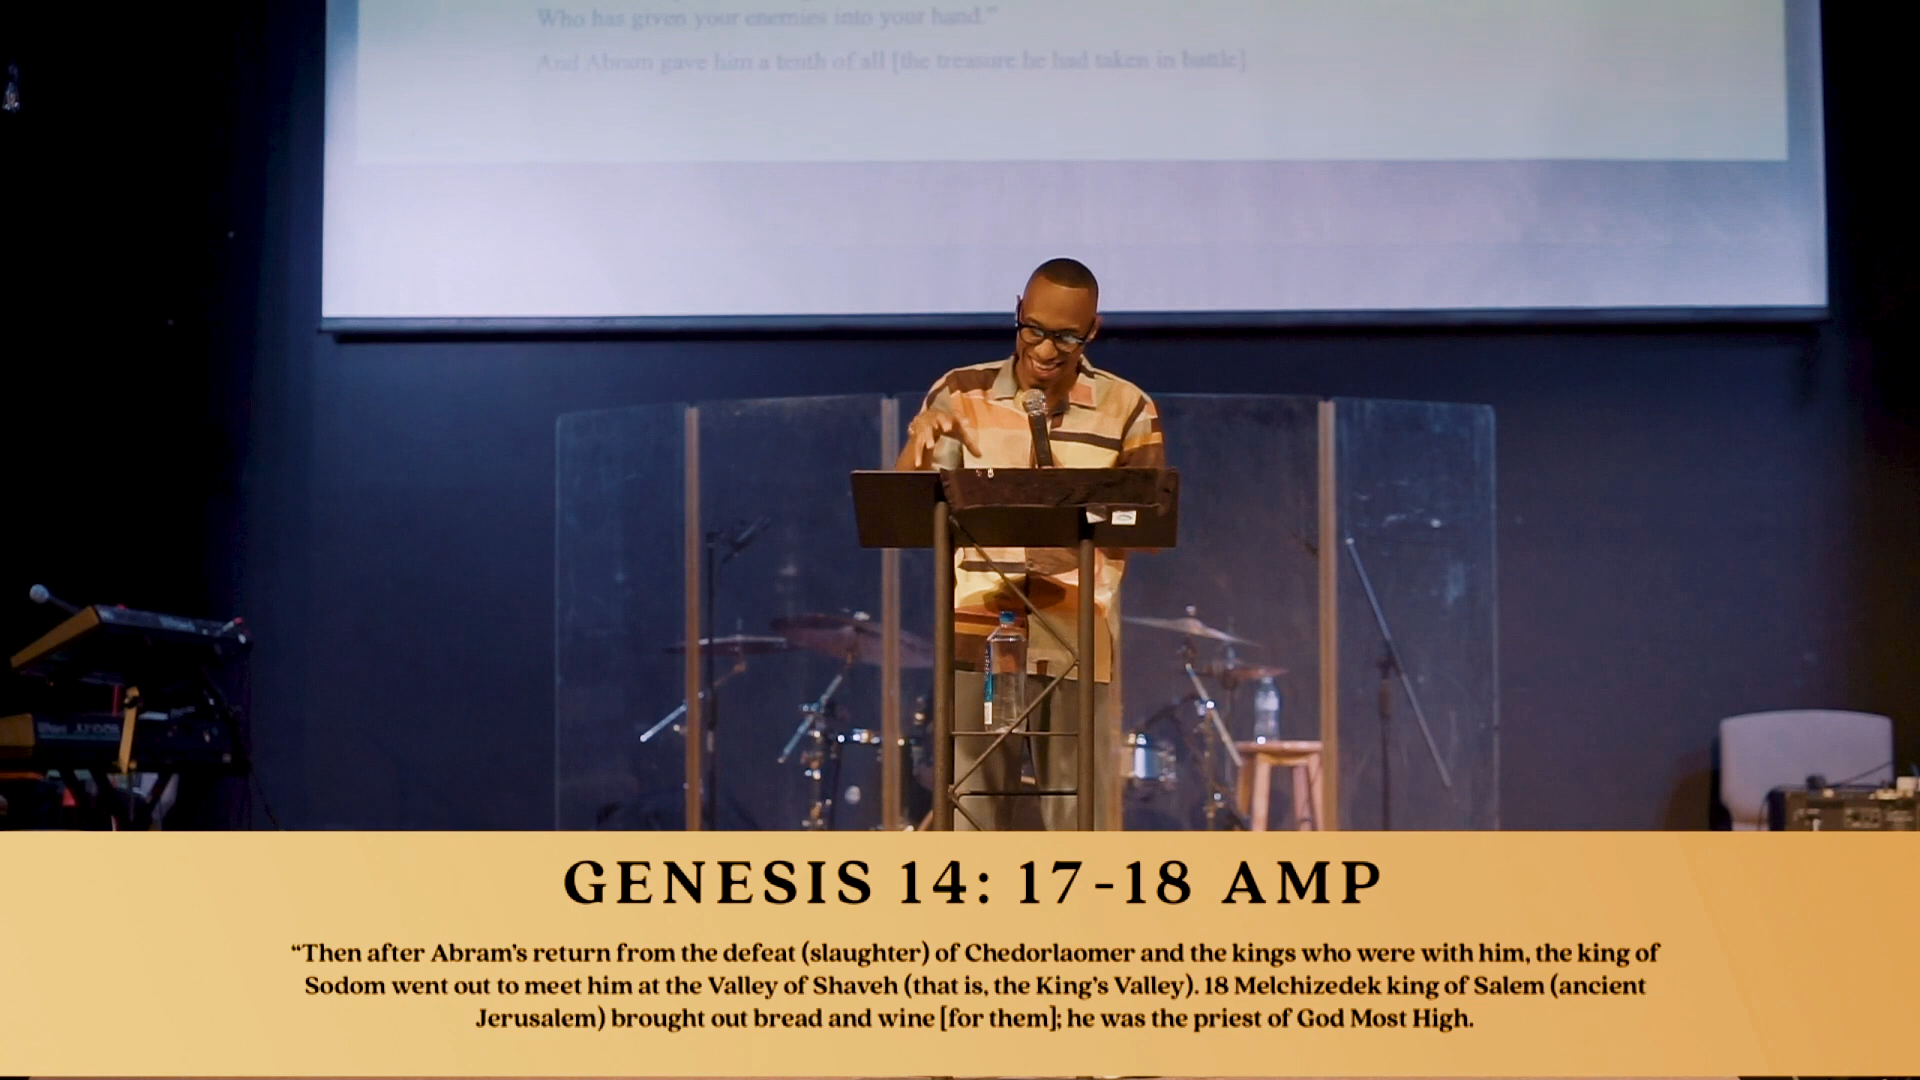 Who has given your enemies into your hand.”
And Abram gave him a tenth of all [the treasure he had taken in battle]
GENESIS 14: 17-18 AMP
“Then after Abram’s return from the defeat (slaughter) of Chedorlaomer and the kings who were with him, the king of
Sodom went out to meet him at the Valley of Shaveh (that is, the King’s Valley). 18 Melchizedek king of Salem (ancient
Jerusalem) brought out bread and wine [for them]; he was the priest of God Most High.